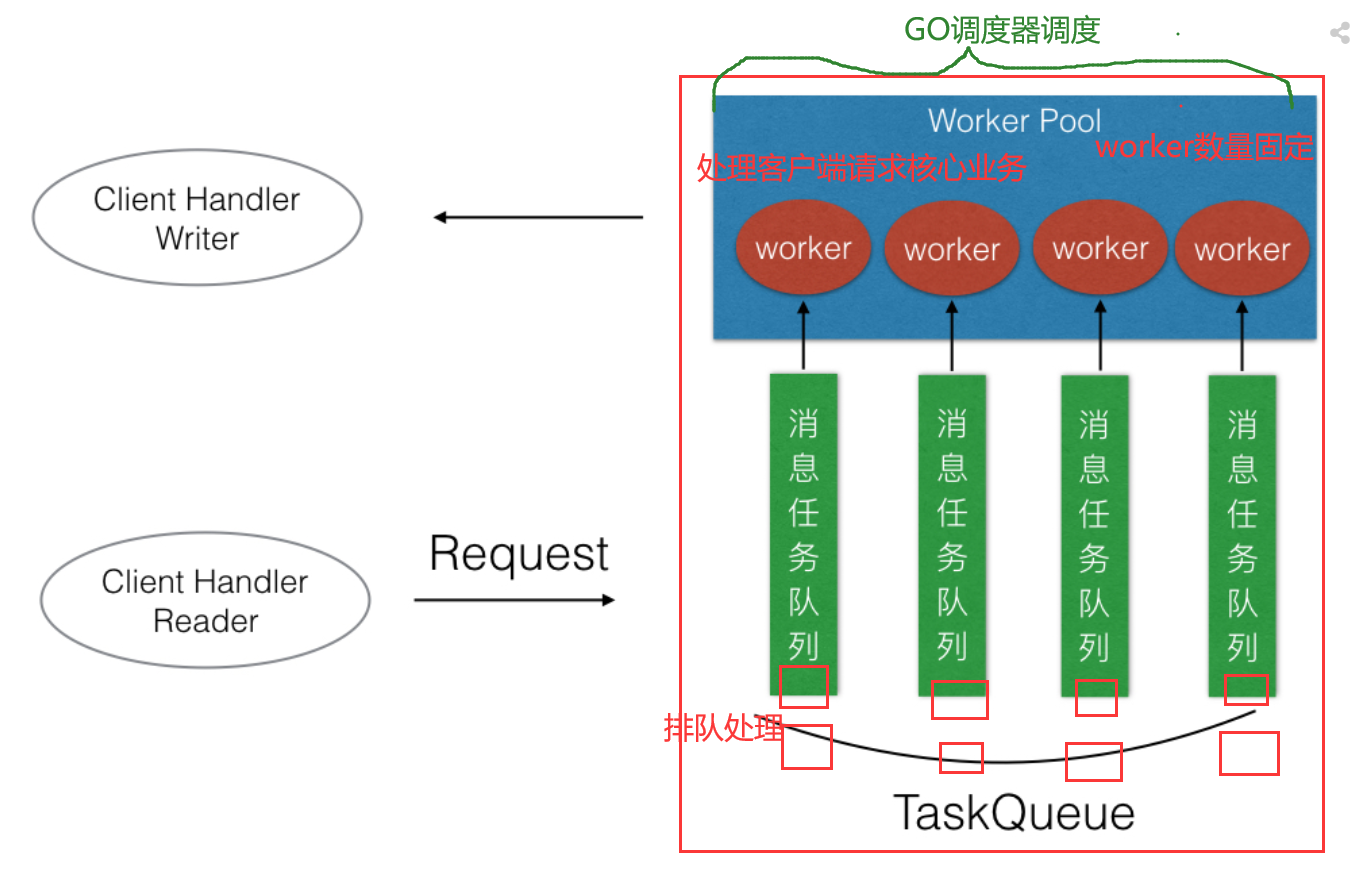 GO调度器调度
Worker Pool
worker数量固定
处理客户端请求核心业务
Client Handler
Writer
worker
worker
worker
worker
Request
Client Handler
Reader
消息任务队列
消息任务队列
消息任务队列
消息任务队列
排队处理
TaskQueue